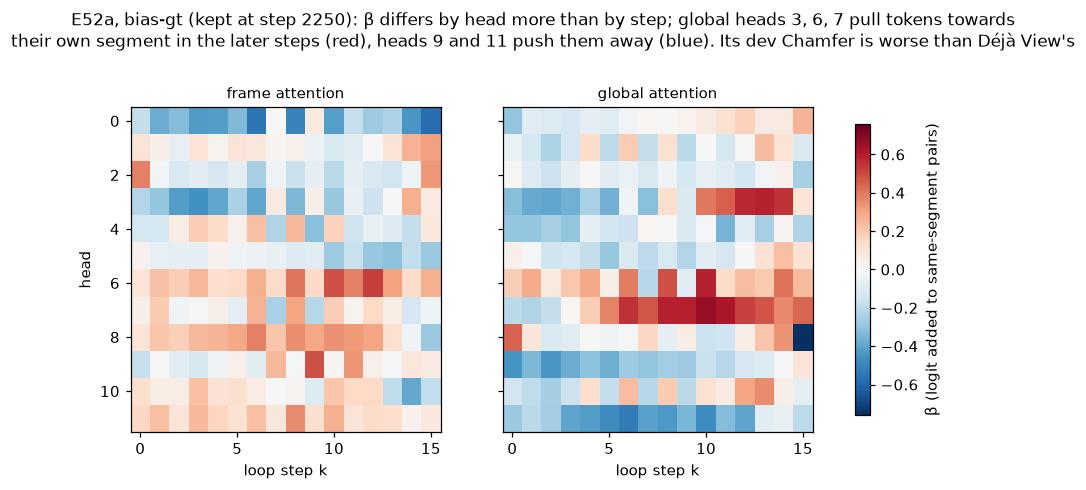 E52a, bias-gt (kept at step 2250): β differs by head more than by step; global heads 3, 6, 7 pull tokens towards
their own segment in the later steps (red), heads 9 and 11 push them away (blue). Its dev Chamfer is worse than Déjà View's
frame attention
global attention
head
0
2
4
6
8
10
0
5
10
15
loop step k
0
5
10
15
loop step k
0.6
0.4
0.2
0.0
−0.2
−0.4
−0.6
β (logit added to same-segment pairs)